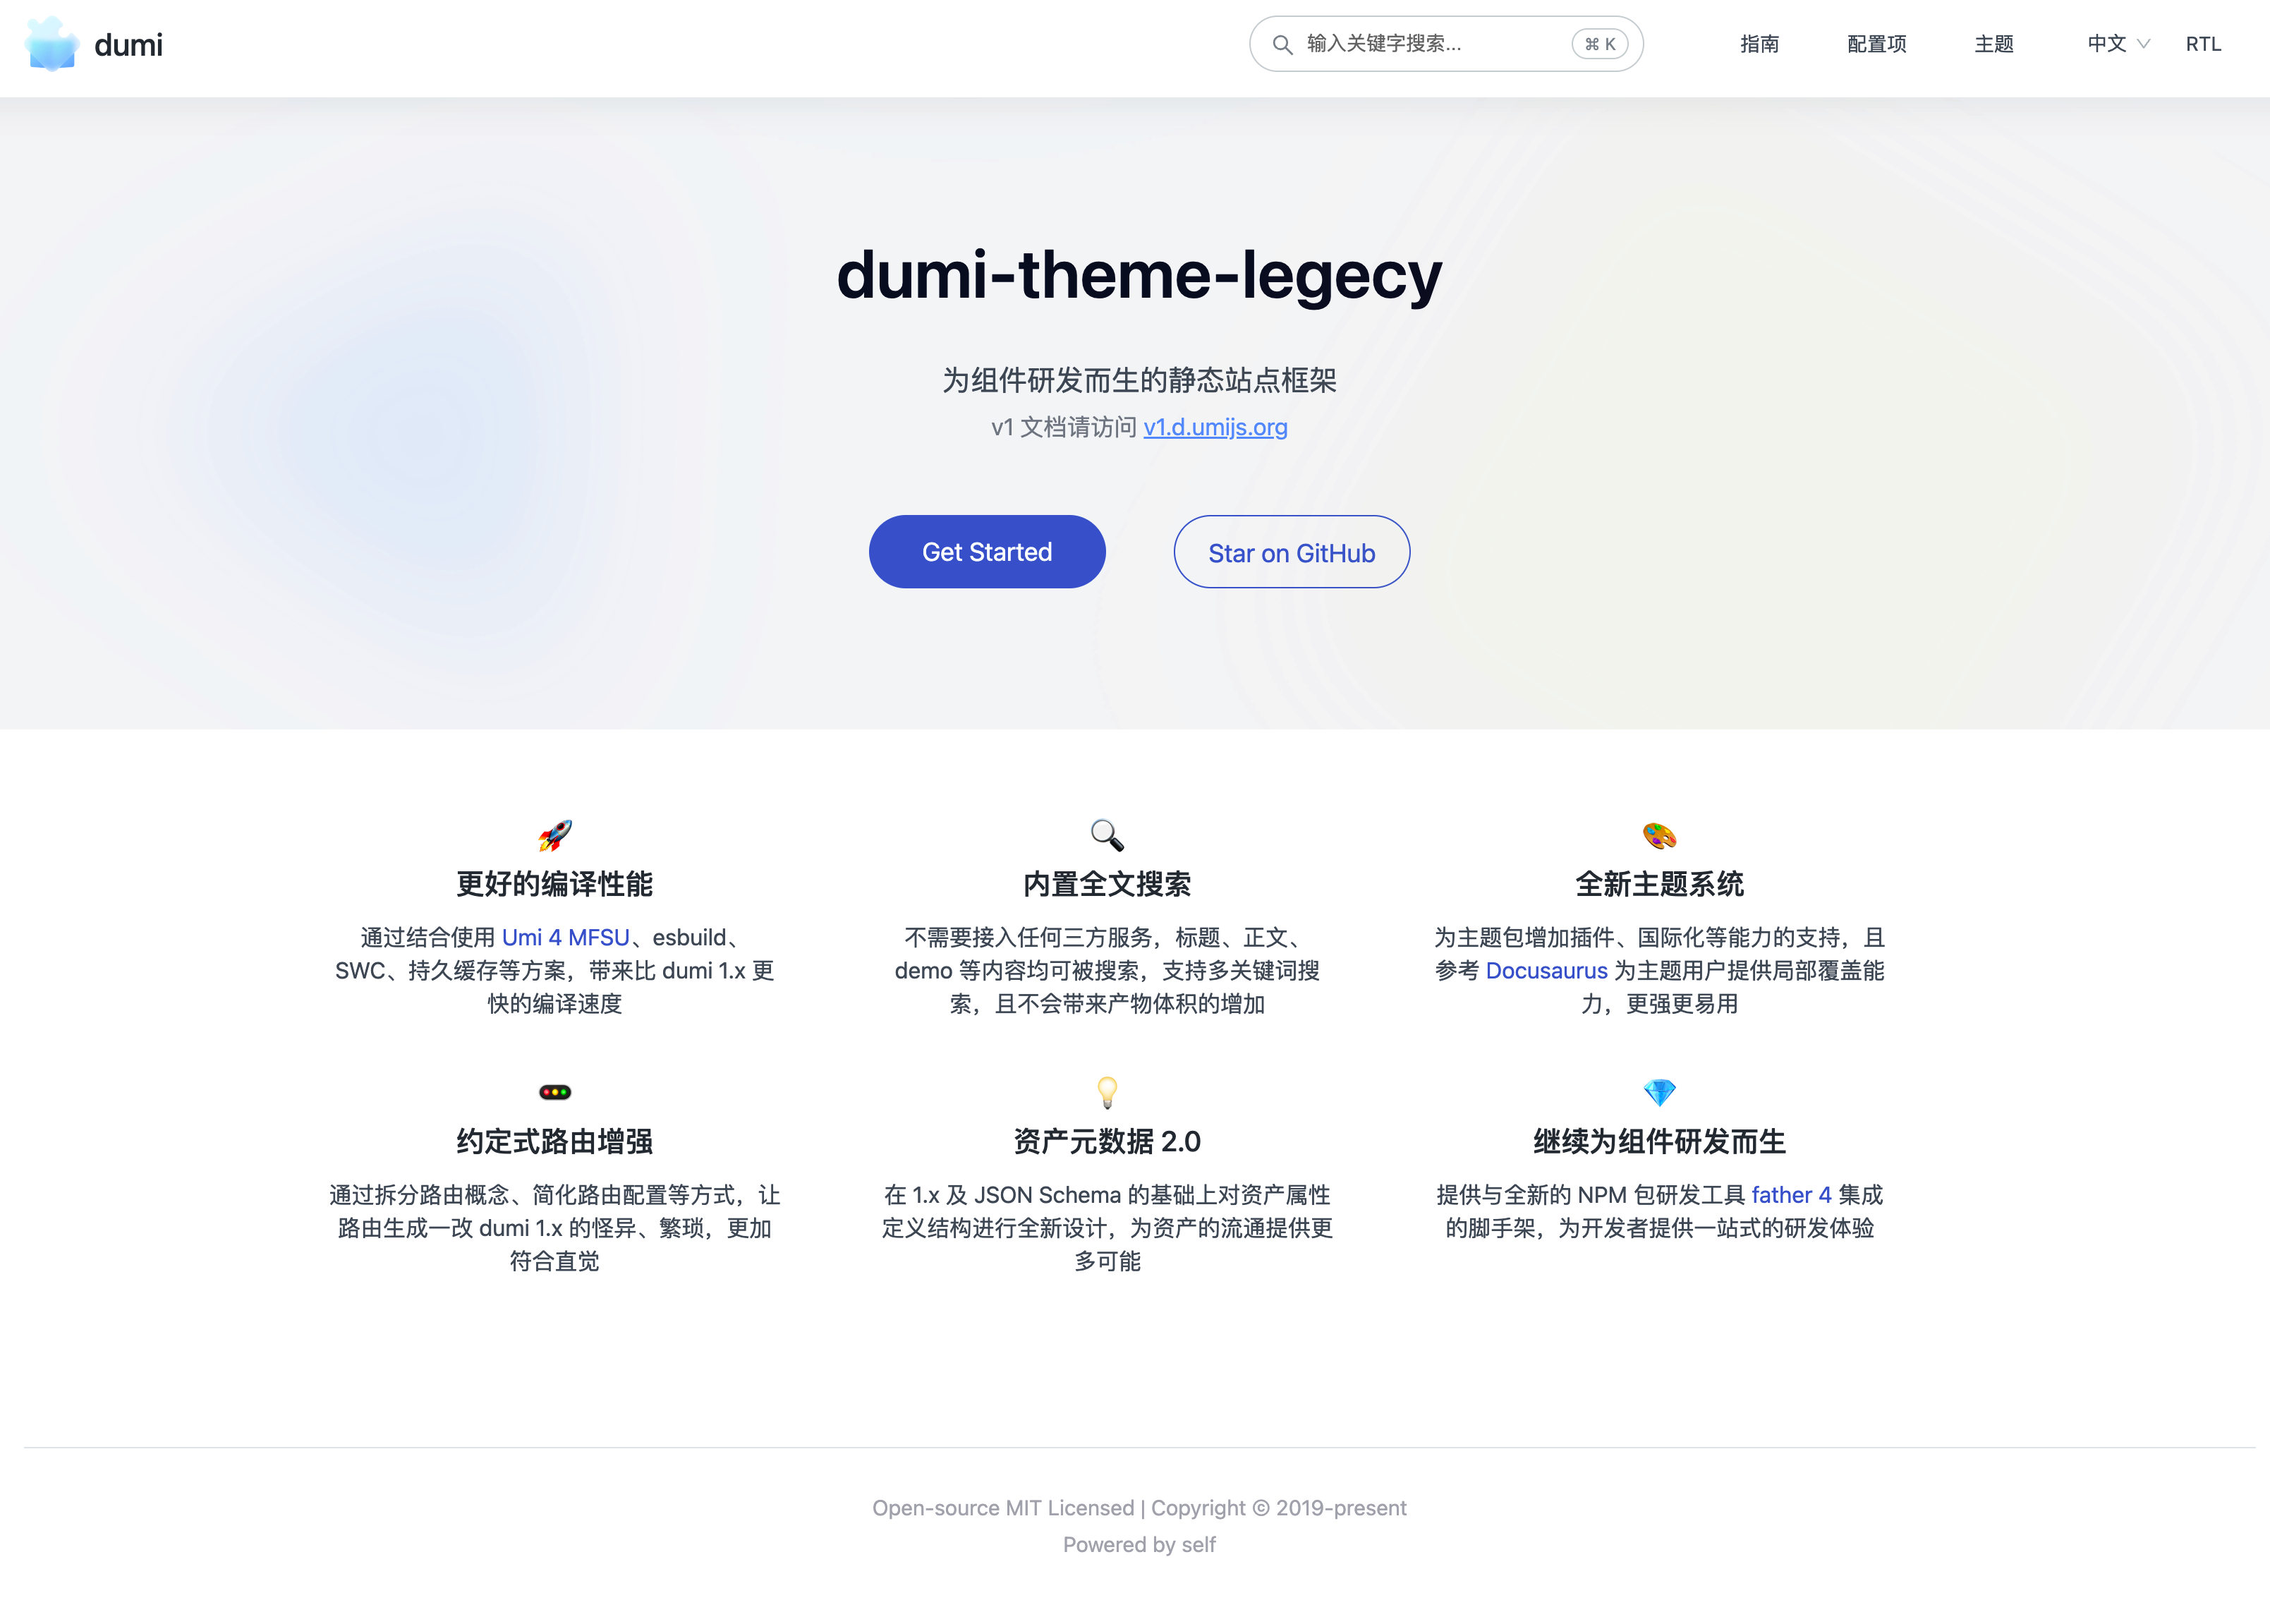 dumi
输入关键字搜索...
⌘ K
指南
配置项
主题
中文
RTL
dumi-theme-legecy
为组件研发而生的静态站点框架
v1 文档请访问 v1.d.umijs.org
Get Started
Star on GitHub
更好的编译性能
通过结合使用 Umi 4 MFSU、esbuild、
SWC、持久缓存等方案，带来比 dumi 1.x 更
快的编译速度
内置全文搜索
不需要接入任何三方服务，标题、正文、
demo 等内容均可被搜索，支持多关键词搜
索，且不会带来产物体积的增加
全新主题系统
为主题包增加插件、国际化等能力的支持，且
参考 Docusaurus 为主题用户提供局部覆盖能
力，更强更易用
约定式路由增强
通过拆分路由概念、简化路由配置等方式，让
路由生成一改 dumi 1.x 的怪异、繁琐，更加
符合直觉
资产元数据 2.0
在 1.x 及 JSON Schema 的基础上对资产属性
定义结构进行全新设计，为资产的流通提供更
多可能
继续为组件研发而生
提供与全新的 NPM 包研发工具 father 4 集成
的脚手架，为开发者提供一站式的研发体验
Open-source MIT Licensed | Copyright © 2019-present
Powered by self